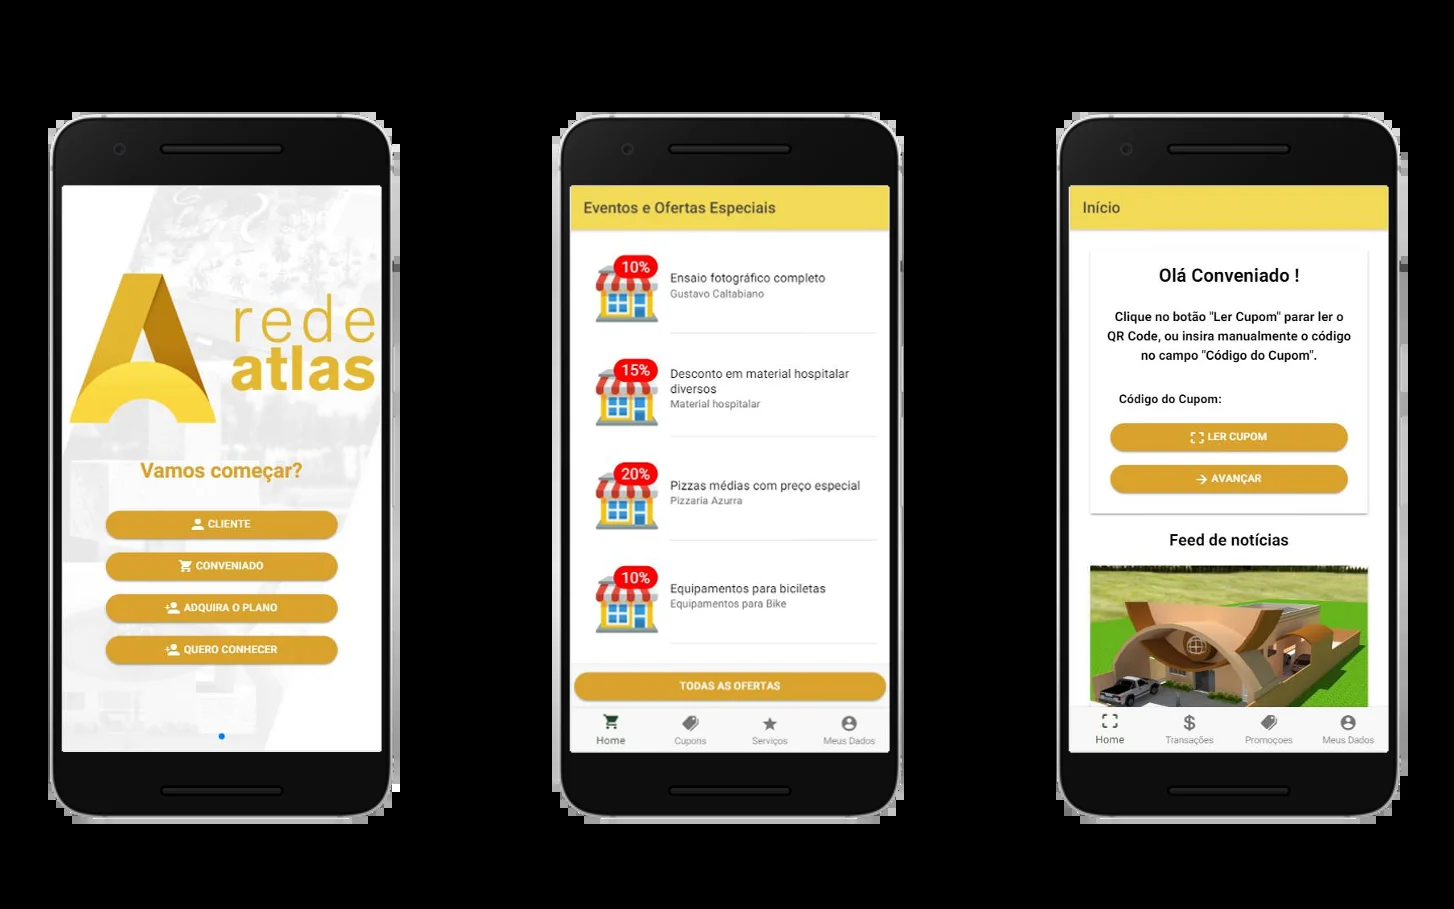 rede
atlas
Vamos começar?
CLIENTE
CONVENIADO
ADQUIRA O PLANO
QUERO CONHECER
Eventos e Ofertas Especiais
10%
Ensaio fotográfico completo
Gustavo Caltabiano
15%
Desconto em material hospitalar
diversos
Material hospitalar
20%
Pizzas médias com preço especial
Pizzaria Azurra
10%
Equipamentos para biciletas
Equipamentos para Bike
TODAS AS OFERTAS
Home Cupons Serviços Meus Dados
Início
Olá Conveniado !
Clique no botão "Ler Cupom" parar ler o
QR Code, ou insira manualmente o código
no campo "Código do Cupom".
Código do Cupom:
LER CUPOM
AVANÇAR
Feed de notícias
Home Transações Promoçoes Meus Dados